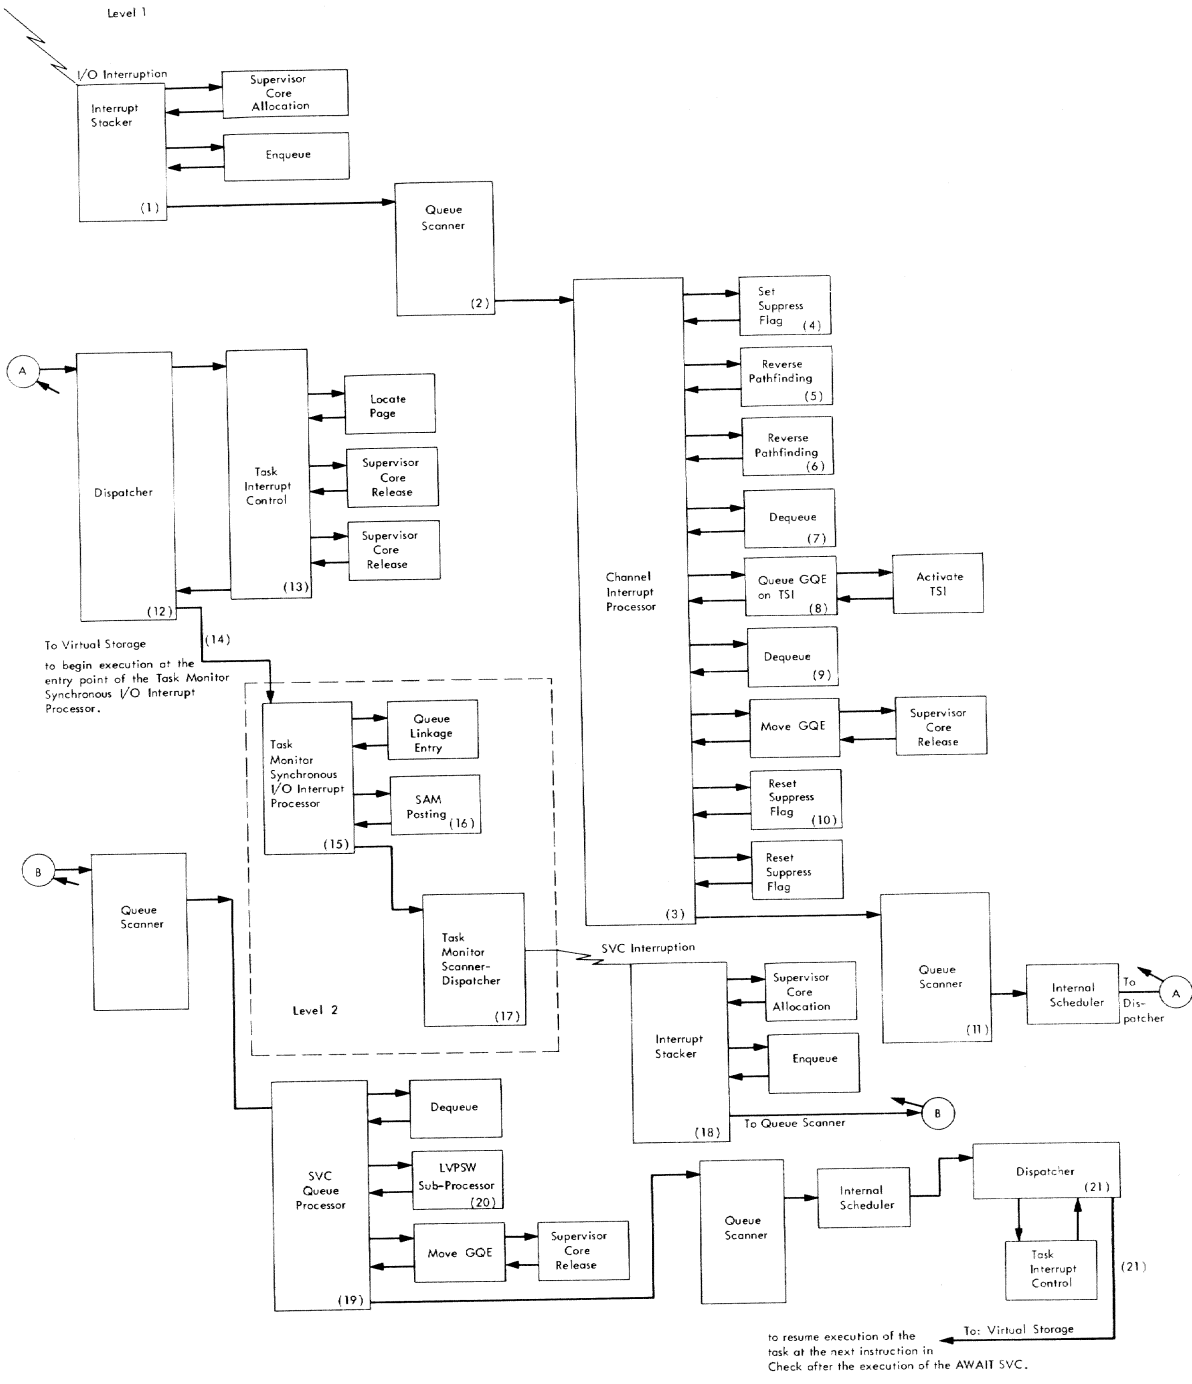 Level 1
I/O Interruption
Interrupt
Stacker
(1)
Supervisor
Core
Allocation
Enqueue
Queue
Scanner
(2)
Channel
Interrupt
Processor
(3)
Set
Suppress
Flag
(4)
Reverse
Pathfinding
(5)
Reverse
Pathfinding
(6)
Dequeue
(7)
Queue GQE
on TSI
(8)
Activate
TSI
Dequeue
(9)
Move GQE
Supervisor
Core
Release
Reset
Suppress
Flag
(10)
Reset
Suppress
Flag
A
Dispatcher
(12)
Task
Interrupt
Control
(13)
Locate
Page
Supervisor
Core
Release
Supervisor
Core
Release
(14)
To Virtual Storage
to begin execution at the
entry point of the Task Monitor
Synchronous I/O Interrupt
Processor.
Task
Monitor
Synchronous
I/O Interrupt
Processor
(15)
Queue
Linkage
Entry
SAM
Posting
(16)
Task
Monitor
Scanner-
Dispatcher
(17)
Level 2
SVC Interruption
Queue
Scanner
(11)
Internal
Scheduler
To
Dis-
patcher
A
Interrupt
Stacker
(18)
Supervisor
Core
Allocation
Enqueue
To Queue Scanner
B
B
Queue
Scanner
SVC
Queue
Processor
(19)
Dequeue
LVPSW
Sub-Processor
(20)
Move GQE
Supervisor
Core
Release
Queue
Scanner
Internal
Scheduler
Dispatcher
(21)
Task
Interrupt
Control
(21)
To: Virtual Storage
to resume execution of the
task at the next instruction in
Check after the execution of the AWAIT SVC.